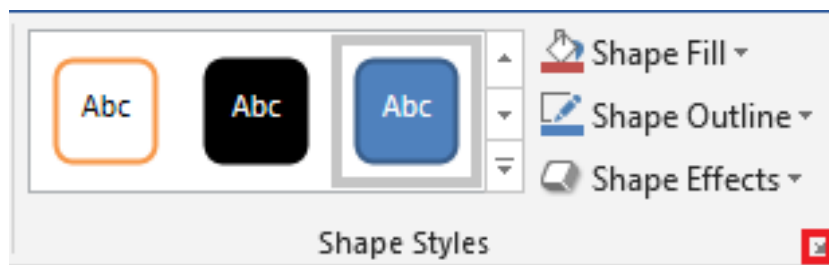 Abc Abc Abc
Shape Fill
Shape Outline
Shape Effects
Shape Styles